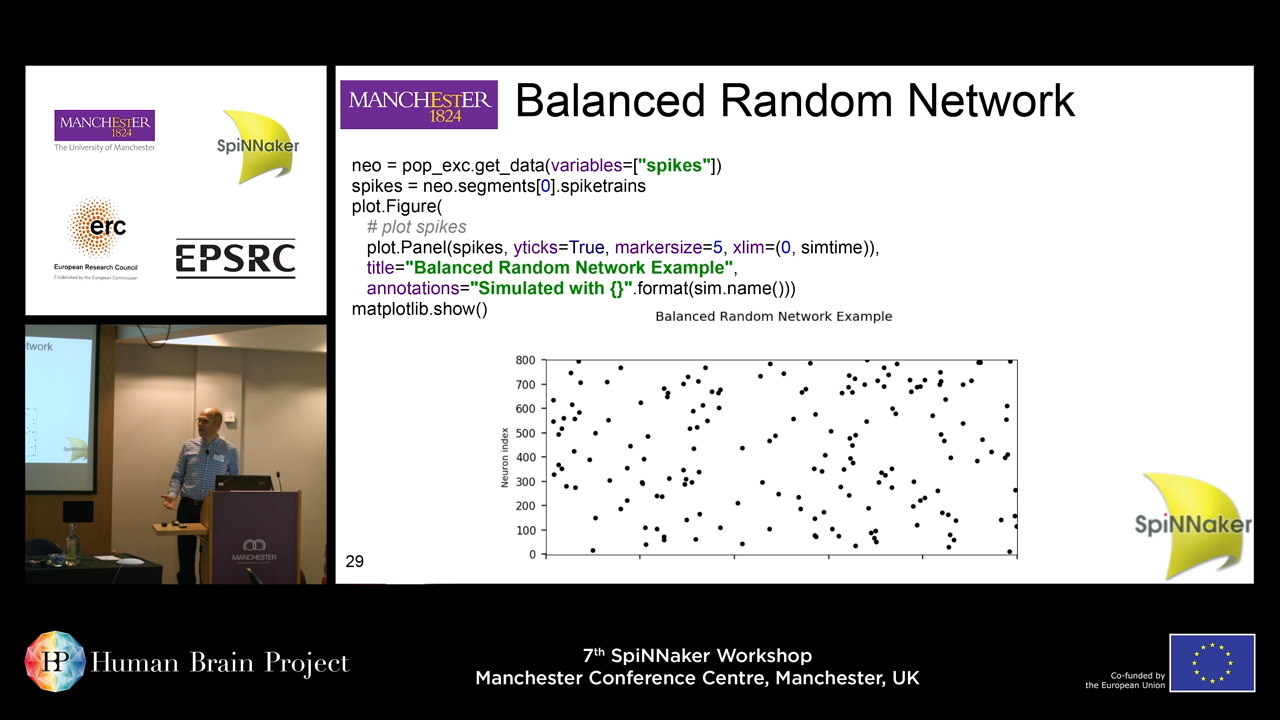 MANCHESTER
1824
The University of Manchester
SpiNNaker
erc
European Research Council
Established by the European Commission
EPSRC
twork
MANCHESTER
MANCHESTER
1824
Balanced Random Network
neo = pop_exc.get_data(variables=["spikes"])
spikes = neo.segments[0].spiketrains
plot.Figure(
# plot spikes
plot.Panel(spikes, yticks=True, markersize=5, xlim=(0, simtime)),
title="Balanced Random Network Example",
annotations="Simulated with {}".format(sim.name()))
matplotlib.show()
Balanced Random Network Example
800
700
600
500
400
300
200
100
0
Neuron index
29
SpiNNaker
HP
Human Brain Project
7th SpiNNaker Workshop
Manchester Conference Centre, Manchester, UK
Co-funded by
the European Union